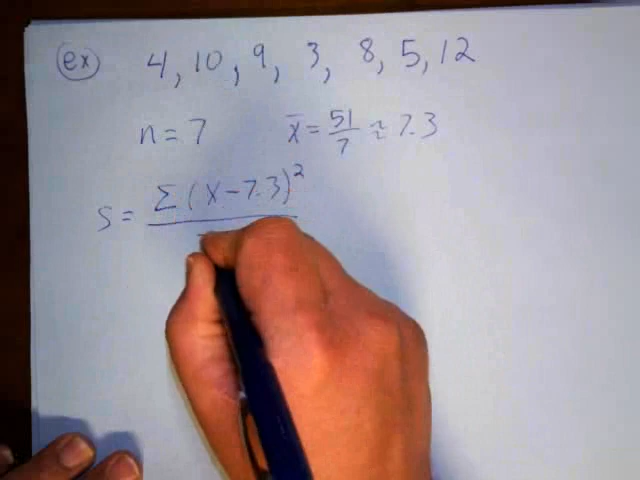 ex 4, 10, 9, 3, 8, 5, 12
n = 7 x̄ = 51/7 ≈ 7.3
s = Σ(x - 7.3)²